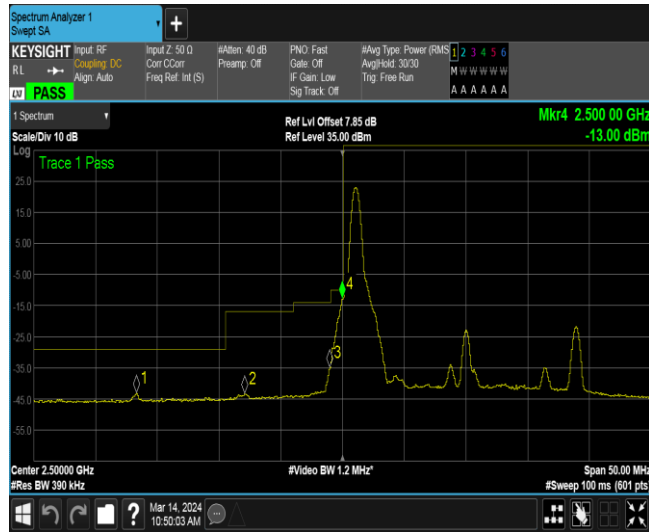 Spectrum Analyzer 1
Swept SA
+
KEYSIGHT Input: RF Input Z: 50 Ω #Atten: 40 dB PNO: Fast #Avg Type: Power (RMS 1 2 3 4 5 6
RL Coupling: DC Corr CCorr Preamp: Off Gate: Off Avg|Hold: 30/30 M W W W W W
Align: Auto Freq Ref: Int (S) IF Gain: Low Trig: Free Run
LXI PASS Sig Track: Off A A A A A A
1 Spectrum Ref Lvl Offset 7.85 dB Mkr4 2.500 00 GHz
Scale/Div 10 dB Ref Level 35.00 dBm -13.00 dBm
Log
Trace 1 Pass
25.0
15.0
5.00
-5.00
4
-15.0
-25.0
3
-35.0
1
2
-45.0
-55.0
Center 2.50000 GHz #Video BW 1.2 MHz* Span 50.00 MHz
#Res BW 390 kHz #Sweep 100 ms (601 pts)
? Mar 14, 2024
10:50:03 AM